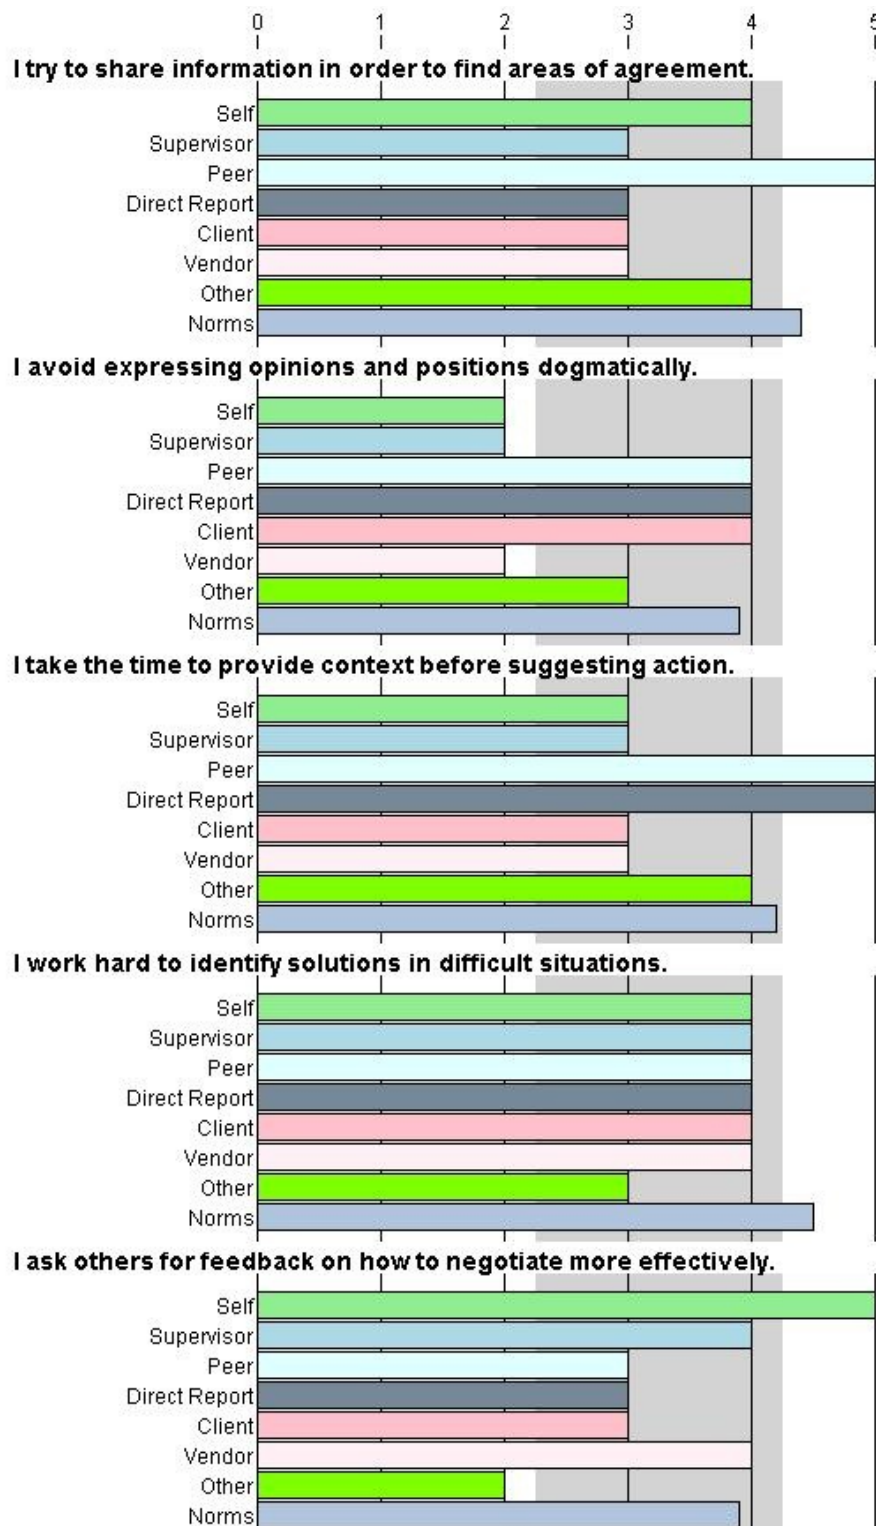 0 1 2 3 4 5
I try to share information in order to find areas of agreement.
Self
Supervisor
Peer
Direct Report
Client
Vendor
Other
Norms
I avoid expressing opinions and positions dogmatically.
Self
Supervisor
Peer
Direct Report
Client
Vendor
Other
Norms
I take the time to provide context before suggesting action.
Self
Supervisor
Peer
Direct Report
Client
Vendor
Other
Norms
I work hard to identify solutions in difficult situations.
Self
Supervisor
Peer
Direct Report
Client
Vendor
Other
Norms
I ask others for feedback on how to negotiate more effectively.
Self
Supervisor
Peer
Direct Report
Client
Vendor
Other
Norms